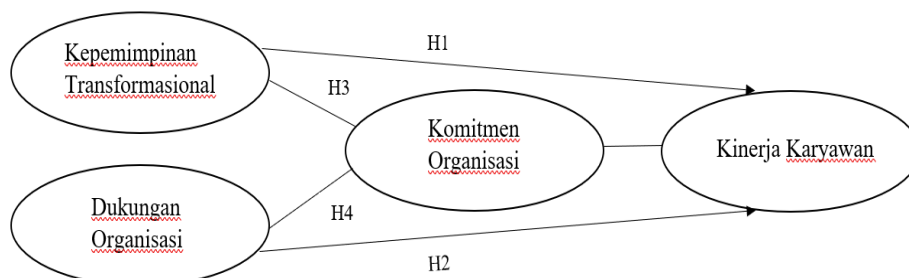 H1
Kepemimpinan
Transformasional
H3
Komitmen
Organisasi
Kinerja Karyawan
Dukungan
Organisasi
H4
H2